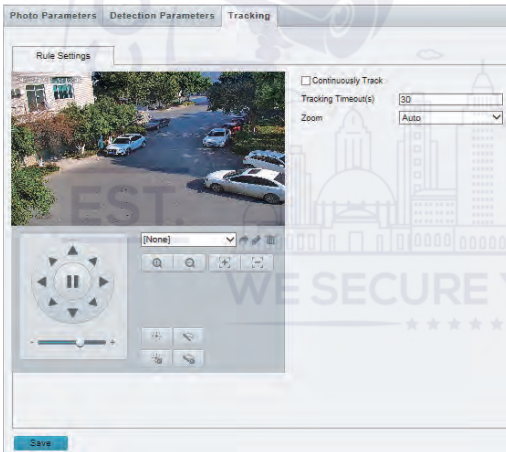 Photo Parameters Detection Parameters Tracking
Rule Settings
Continuously Track
Tracking Timeout(s) 30
Zoom Auto
[None]
EST.
WE SECURE Y
Save